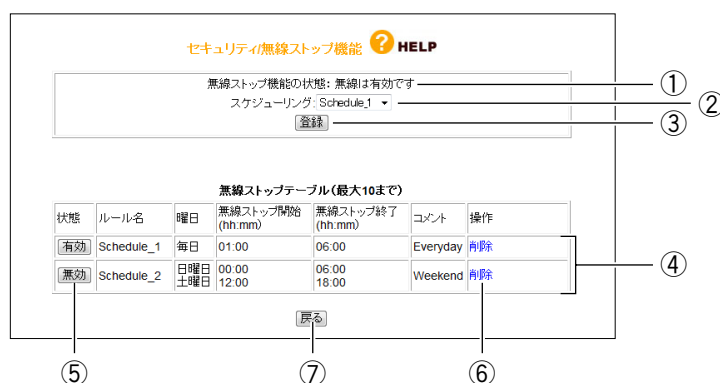 セキュリティ/無線ストップ機能 ? HELP
無線ストップ機能の状態: 無線は有効です
①
スケジューリング: Schedule_1
②
登録
③
無線ストップテーブル(最大10まで)
状態 ルール名 曜日 無線ストップ開始 (hh:mm) 無線ストップ終了 (hh:mm) コメント 操作
有効 Schedule_1 毎日 01:00 06:00 Everyday 削除
無効 Schedule_2 日曜日 土曜日 00:00 12:00 06:00 18:00 Weekend 削除
④
戻る
⑤ ⑦ ⑥